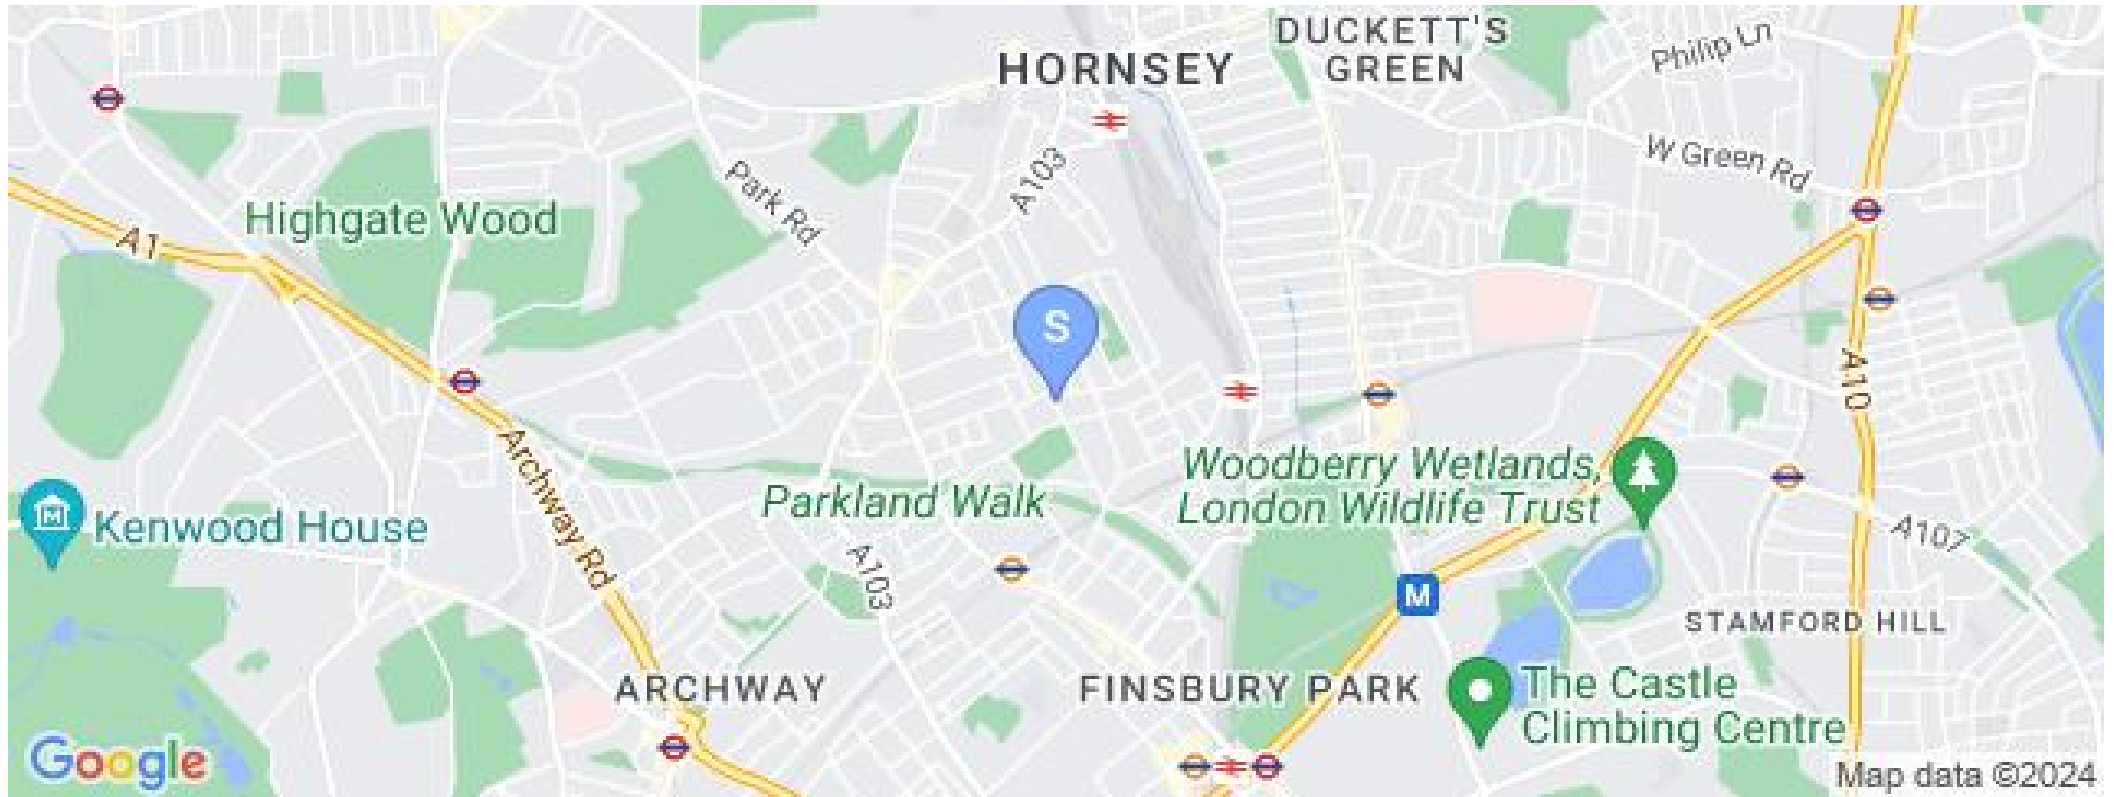 DUCKETT'S
GREEN
HORNSEY
Philip Ln
W Green Rd
A103
Park Rd
Highgate Wood
A1
S
A10
Archway Rd
Woodberry Wetlands,
London Wildlife Trust
Parkland Walk
M
Kenwood House
A107
A103
M
STAMFORD HILL
ARCHWAY
FINSBURY PARK
The Castle
Climbing Centre
Google
Map data ©2024